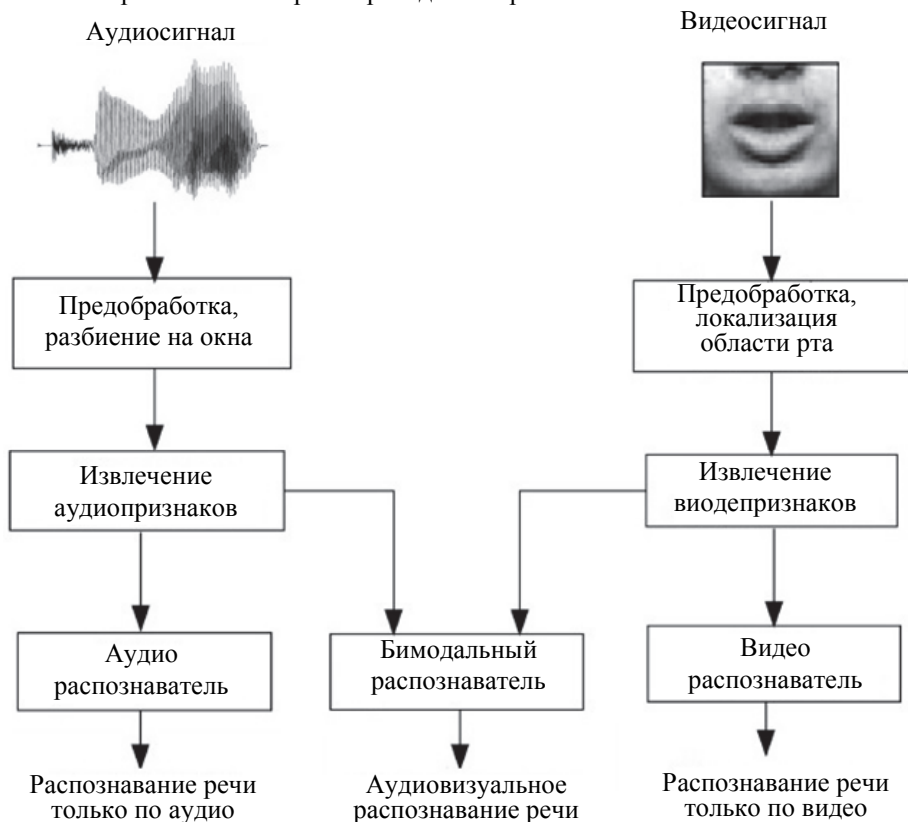 Аудиосигнал
Видеосигнал
Предобработка,
разбиение на окна
Предобработка,
локализация
области рта
Извлечение
аудиопризнаков
Извлечение
виодепризнаков
Аудио
распознаватель
Бимодальный
распознаватель
Видео
распознаватель
Распознавание речи
только по аудио
Аудиовизуальное
распознавание речи
Распознавание речи
только по видео